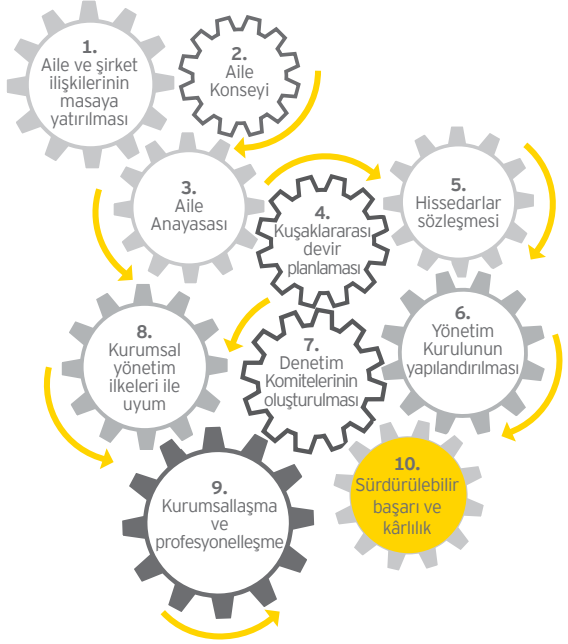 1.
Aile ve şirket
ilişkilerinin
masaya
yatırılması
2.
Aile
Konseyi
3.
Aile
Anayasası
4.
Kuşaklararası
devir
planlaması
5.
Hissedarlar
sözleşmesi
6.
Yönetim
Kurulunun
yapılandırılması
7.
Denetim
Komitelerinin
oluşturulması
8.
Kurumsal
yönetim
ilkeleri ile
uyum
9.
Kurumsallaşma
ve
profesyonelleşme
10.
Sürdürülebilir
başarı ve
kârlılık